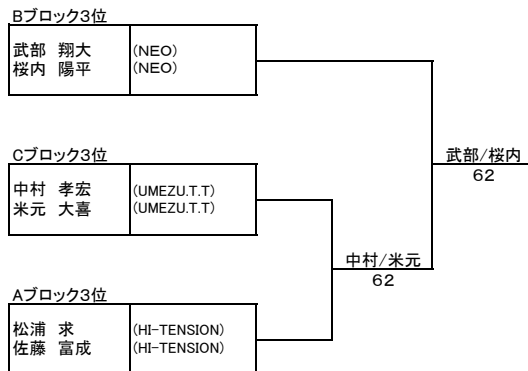 Bブロック3位
武部 翔大 (NEO)
桜内 陽平 (NEO)
武部/桜内
62
Cブロック3位
中村 孝宏 (UMEZU.T.T)
米元 大喜 (UMEZU.T.T)
中村/米元
62
Aブロック3位
松浦 求 (HI-TENSION)
佐藤 富成 (HI-TENSION)